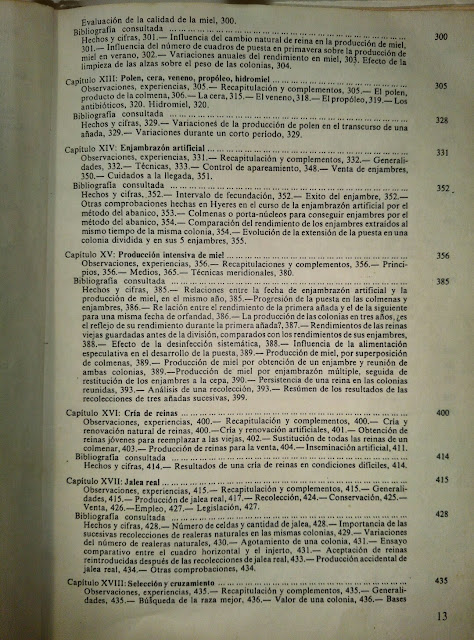 Evaluación de la calidad de la miel, 300.
Bibliografía consultada ... 300
Hechos y cifras, 301.— Influencia del cambio natural de reina en la producción de miel,
301.— Influencia del número de cuadros de puesta en primavera sobre la producción de
miel en verano, 302.— Variaciones anuales del rendimiento en miel, 303. Efecto de la
limpieza de las alzas sobre el peso de las colonias, 304.
Capítulo XIII: Polen, cera, veneno, propóleo, hidromiel ... 305
Observaciones, experiencias, 305.— Recapitulación y complementos, 305.— El polen,
producto de la colmena, 306.— La cera, 315.— El veneno, 318.— El propóleo, 319.— Los
antibióticos, 320. Hidromiel, 320.
Bibliografía consultada ... 328
Hechos y cifras, 329.— Variaciones de la producción de polen en el transcurso de una
añada, 329.— Variaciones durante un corto período, 329.
Capítulo XIV: Enjambrazón artificial ... 331
Observaciones, experiencias, 331.— Recapitulación y complementos, 332.— Generali-
dades, 332.— Técnicas, 333.— Control de apareamiento, 348.— Venta de enjambres,
350.— Cuidados a la llegada, 351.
Bibliografía consultada ... 352
Hechos y cifras, 352.— Intervalo de fecundación, 352.— Exito del enjambre, 352.—
Otras comprobaciones hechas en Hyeres en el curso de la enjambrazón artificial por el
método del abanico, 353.— Colmenas o porta-núcleos para conseguir enjambres por el
método del abanico, 354.— Comparación del rendimiento de los enjambres extraídos al
mismo tiempo de la misma colonia, 354.— Evolución de la extensión de la puesta en una
colonia dividida y en sus 5 enjambres, 355.
Capítulo XV: Producción intensiva de miel ... 356
Observaciones, experiencias, 356.— Recapitulaciones y complementos, 356.— Princi-
pios, 356.— Medios, 365.— Técnicas meridionales, 380.
Bibliografía consultada ... 385
Hechos y cifras, 385.— Relaciones entre la fecha de enjambrazón artificial y la
producción de miel, en el mismo año, 385.—Progresión de la puesta en las colmenas y
enjambres, 386.— Re lación entre el rendimiento de la primera añada y el de la siguiente
para una misma fecha de orfandad, 386.— La producción de las colonias en tres años, ¿es
el reflejo de su rendimiento durante la primera añada?, 387.— Rendimientos de las reinas
viejas guardadas antes de la división, comparados con los rendimientos de sus enjambres,
388.— Efecto de la desinfección sistemática, 388.— Influencia de la alimentación
especulativa en el desarrollo de la puesta, 389.— Producción de miel, por superposición
de colmenas, 389.— Producción de miel por obtención de un enjambre y reunión de
ambas colonias, 389.—Producción de miel por enjambrazón múltiple, seguida de
restitución de los enjambres a la cepa, 390.— Persistencia de una reina en las colonias
reunidas, 393.— Análisis de una recolección, 393.— Resúmen de los resultados de las
recolecciones de tres añadas sucesivas, 399.
Capítulo XVI: Cría de reinas ... 400
Observaciones, experiencias, 400.— Recapitulación y complementos, 400.— Cría y
renovación natural de reinas, 400.—Cría y renovación artificiales, 401.— Obtención de
reinas jóvenes para reemplazar a las viejas, 402.— Sustitución de todas las reinas de un
colmenar, 403.— Producción de reinas para la venta, 404.— Inseminación artificial, 411.
Bibliografía consultada ... 414
Hechos y cifras, 414.— Resultados de una cría de reinas en condiciones difíciles, 414.
Capítulo XVII: Jalea real ... 415
Observaciones, experiencias, 415.— Recapitulación y complementos, 415.— Generali-
dades, 415.— Producción de jalea real, 417.— Recolección, 424.— Conservación, 425.—
Venta, 426.—Empleo, 427.— Legislación, 427.
Bibliografía consultada ... 428
Hechos y cifras, 428.— Número de celdas y cantidad de jalea, 428.— Importancia de las
sucesivas recolecciones de realeras naturales en las mismas colonias, 429.— Variaciones
del número de realeras naturales, 430.— Agotamiento de una colonia, 431.— Ensayo
comparativo entre el cuadro horizontal y el injerto, 431.— Aceptación de reinas
reintroducidas después de las recolecciones de jalea real, 433.— Producción accidental de
jalea real, 434.— Otras comprobaciones, 434.
Capítulo XVIII: Selección y cruzamiento ... 435
Observaciones, experiencias, 435.— Recapitulación y complementos, 435.— Generali-
dades, 435.— Búsqueda de la raza mejor, 436.— Valor de una colonia, 436.— Bases
13